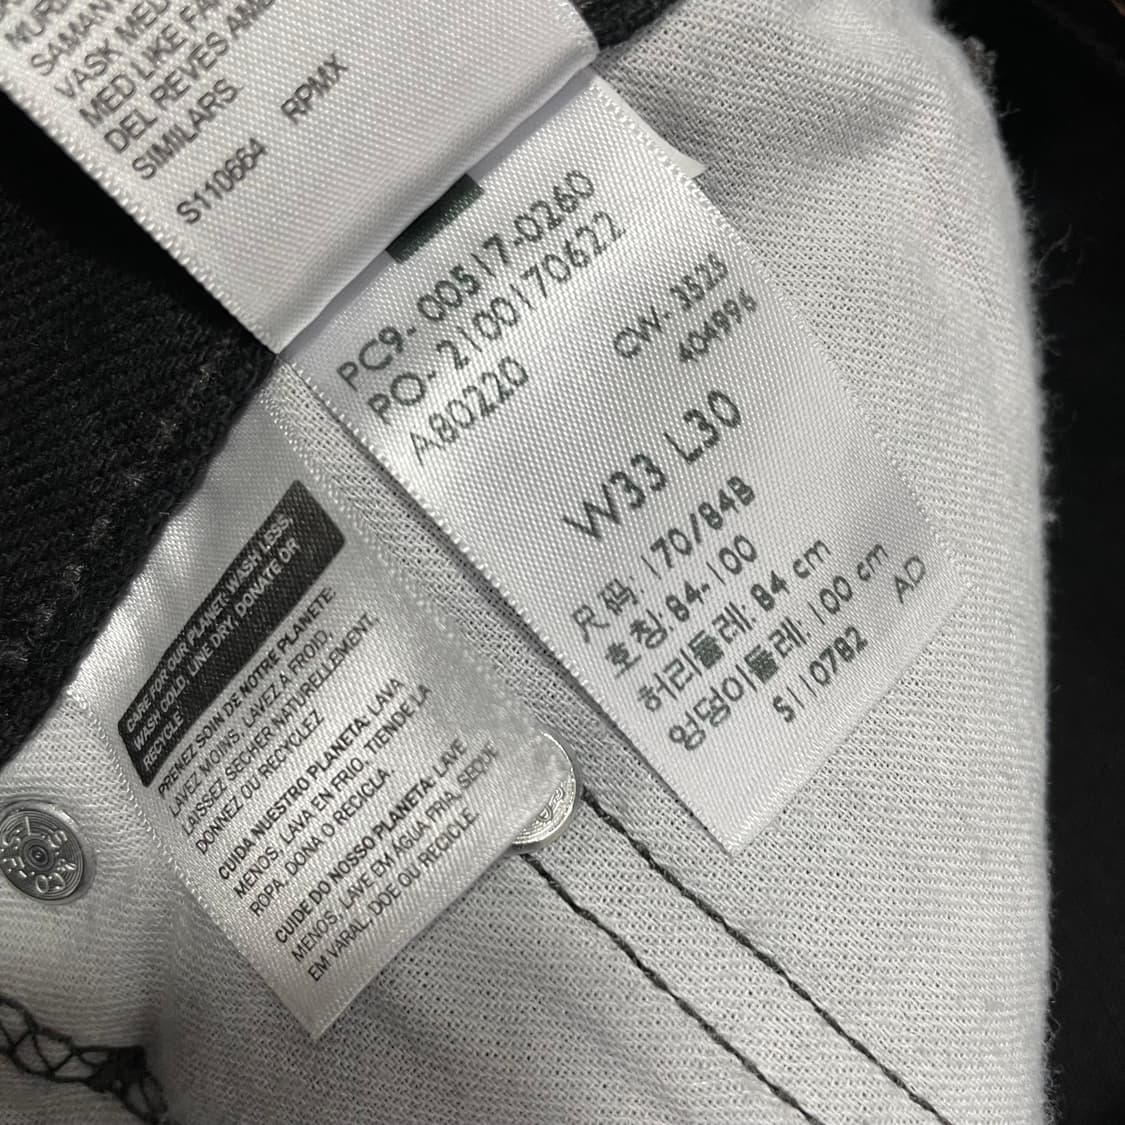 SAMAN
VASK MED
MED LIKE FA
DEL REVES AM
SIMILARS
S110664 RPMX
PC9-00517-0260
PO-2100170622
A80220
CW-3525
404996
W33 L30
尺码: 170/84B
호칭: 84-100
허리둘레: 84 cm
엉덩이둘레: 100 cm
AD
S110782
CARE FOR OUR PLANET: WASH LESS,
WASH COLD, LINE DRY, DONATE OR
RECYCLE
PRENEZ SOIN DE NOTRE PLANÈTE:
LAVEZ MOINS, LAVEZ A FROID,
LAISSEZ SECHER NATURELLEMENT,
DONNEZ OU RECYCLEZ
CUIDA NUESTRO PLANETA: LAVA
MENOS, LAVA EN FRIO, TIENDE LA
ROPA, DONA O RECICLA.
CUIDE DO NOSSO PLANETA: LAVE
MENOS, LAVE EM ÁGUA FRIA, SEQUE
EM VARAL, DOE OU RECICLE.